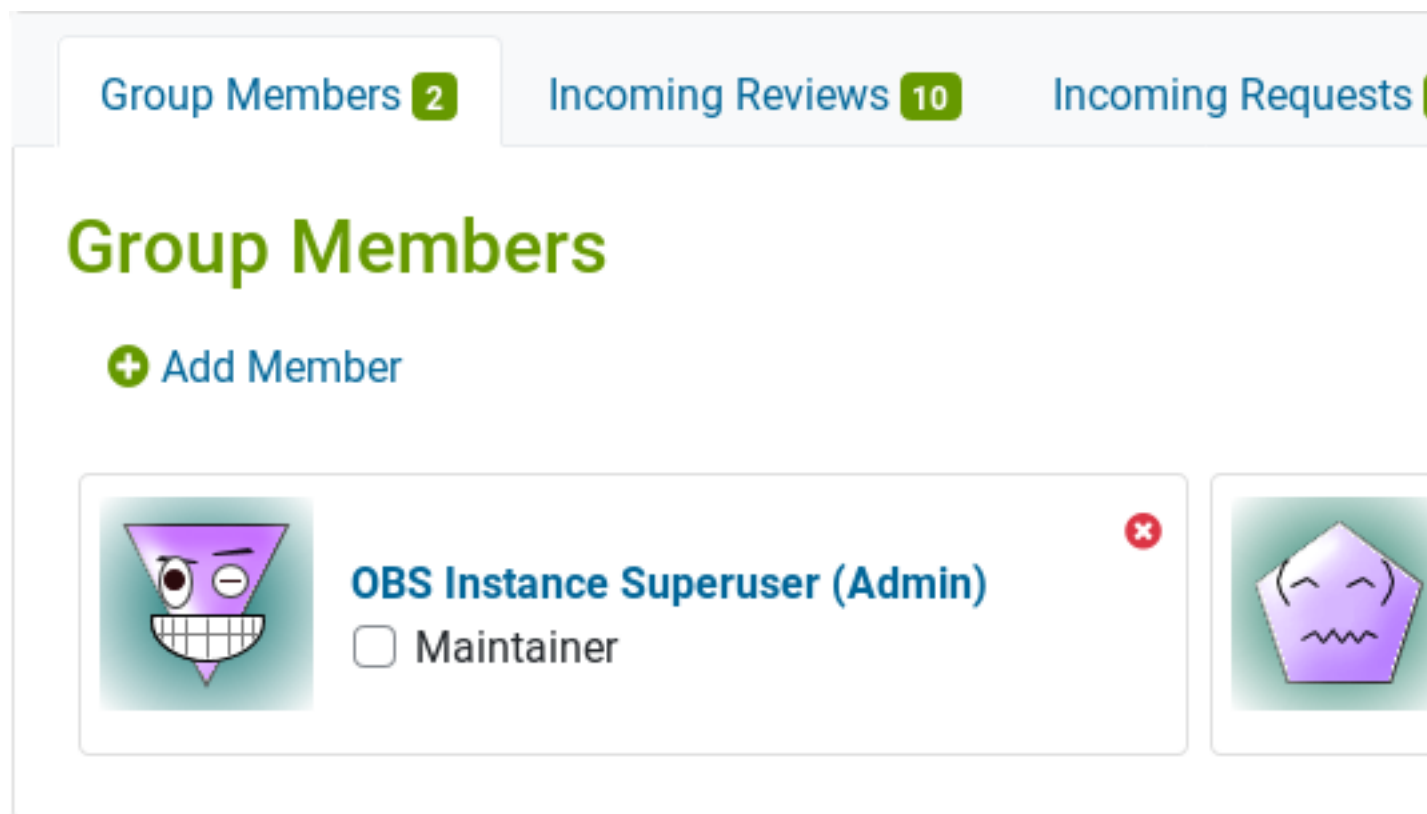 Group Members 2 Incoming Reviews 10 Incoming Requests
Group Members
Add Member
OBS Instance Superuser (Admin)
Maintainer